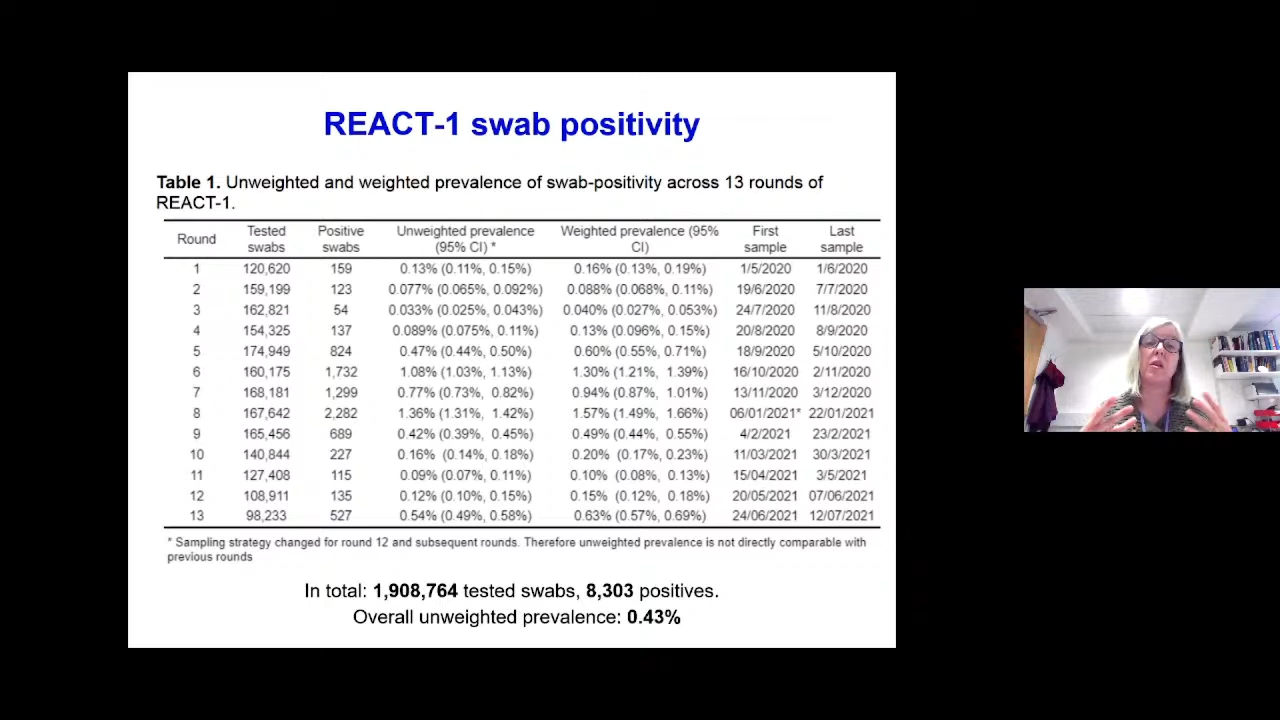 REACT-1 swab positivity
Table 1. Unweighted and weighted prevalence of swab-positivity across 13 rounds of
REACT-1.
Round Tested swabs Positive swabs Unweighted prevalence (95% CI) * Weighted prevalence (95% CI) First sample Last sample
1 120,620 159 0.13% (0.11%, 0.15%) 0.16% (0.13%, 0.19%) 1/5/2020 1/6/2020
2 159,199 123 0.077% (0.065%, 0.092%) 0.088% (0.068%, 0.11%) 19/6/2020 7/7/2020
3 162,821 54 0.033% (0.025%, 0.043%) 0.040% (0.027%, 0.053%) 24/7/2020 11/8/2020
4 154,325 137 0.089% (0.075%, 0.11%) 0.13% (0.096%, 0.15%) 20/8/2020 8/9/2020
5 174,949 824 0.47% (0.44%, 0.50%) 0.60% (0.55%, 0.71%) 18/9/2020 5/10/2020
6 160,175 1,732 1.08% (1.03%, 1.13%) 1.30% (1.21%, 1.39%) 16/10/2020 2/11/2020
7 168,181 1,299 0.77% (0.73%, 0.82%) 0.94% (0.87%, 1.01%) 13/11/2020 3/12/2020
8 167,642 2,282 1.36% (1.31%, 1.42%) 1.57% (1.49%, 1.66%) 06/01/2021* 22/01/2021
9 165,456 689 0.42% (0.39%, 0.45%) 0.49% (0.44%, 0.55%) 4/2/2021 23/2/2021
10 140,844 227 0.16% (0.14%, 0.18%) 0.20% (0.17%, 0.23%) 11/03/2021 30/3/2021
11 127,408 115 0.09% (0.07%, 0.11%) 0.10% (0.08%, 0.13%) 15/04/2021 3/5/2021
12 108,911 135 0.12% (0.10%, 0.15%) 0.15% (0.12%, 0.18%) 20/05/2021 07/06/2021
13 98,233 527 0.54% (0.49%, 0.58%) 0.63% (0.57%, 0.69%) 24/06/2021 12/07/2021
* Sampling strategy changed for round 12 and subsequent rounds. Therefore unweighted prevalence is not directly comparable with
previous rounds
In total: 1,908,764 tested swabs, 8,303 positives.
Overall unweighted prevalence: 0.43%